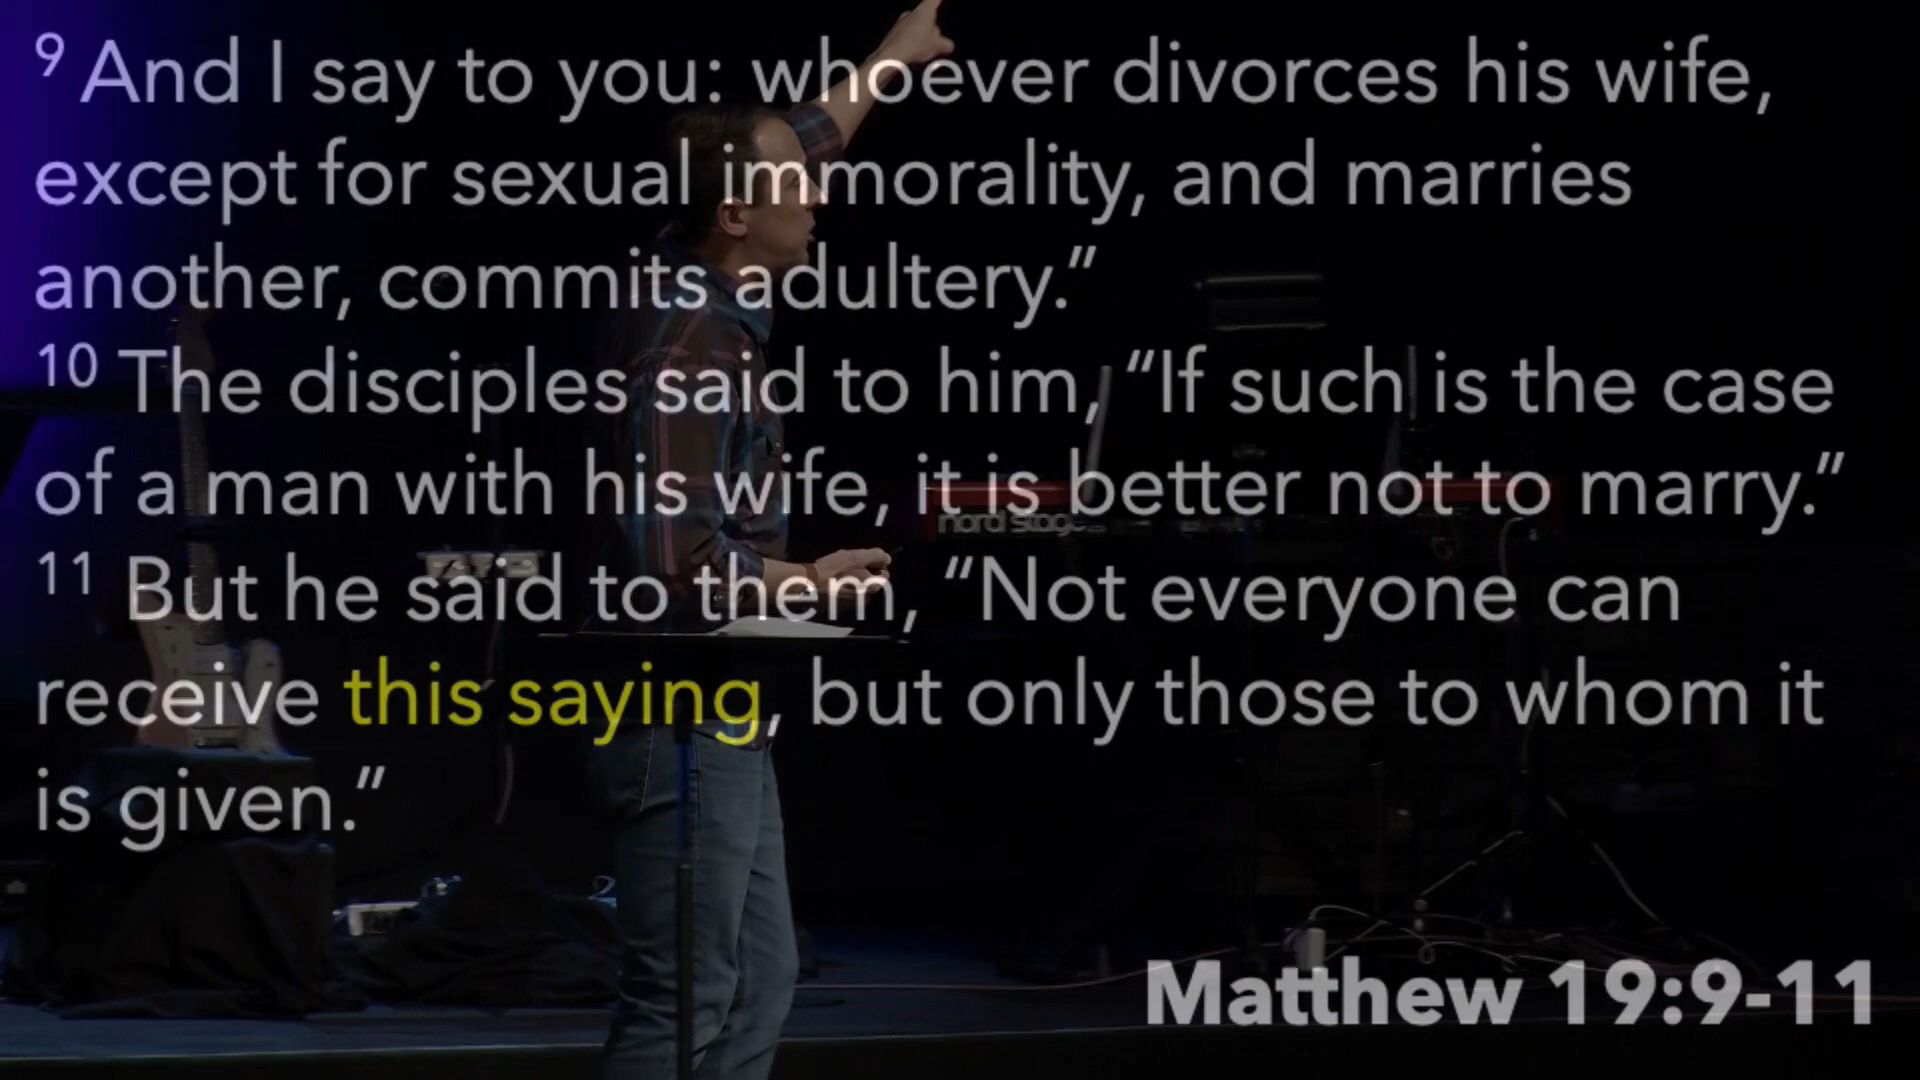 9 And I say to you: whoever divorces his wife,
except for sexual immorality, and marries
another, commits adultery.”
10 The disciples said to him, “If such is the case
of a man with his wife, it is better not to marry.”
nord stage
11 But he said to them, “Not everyone can
receive this saying, but only those to whom it
is given.”
Matthew 19:9-11